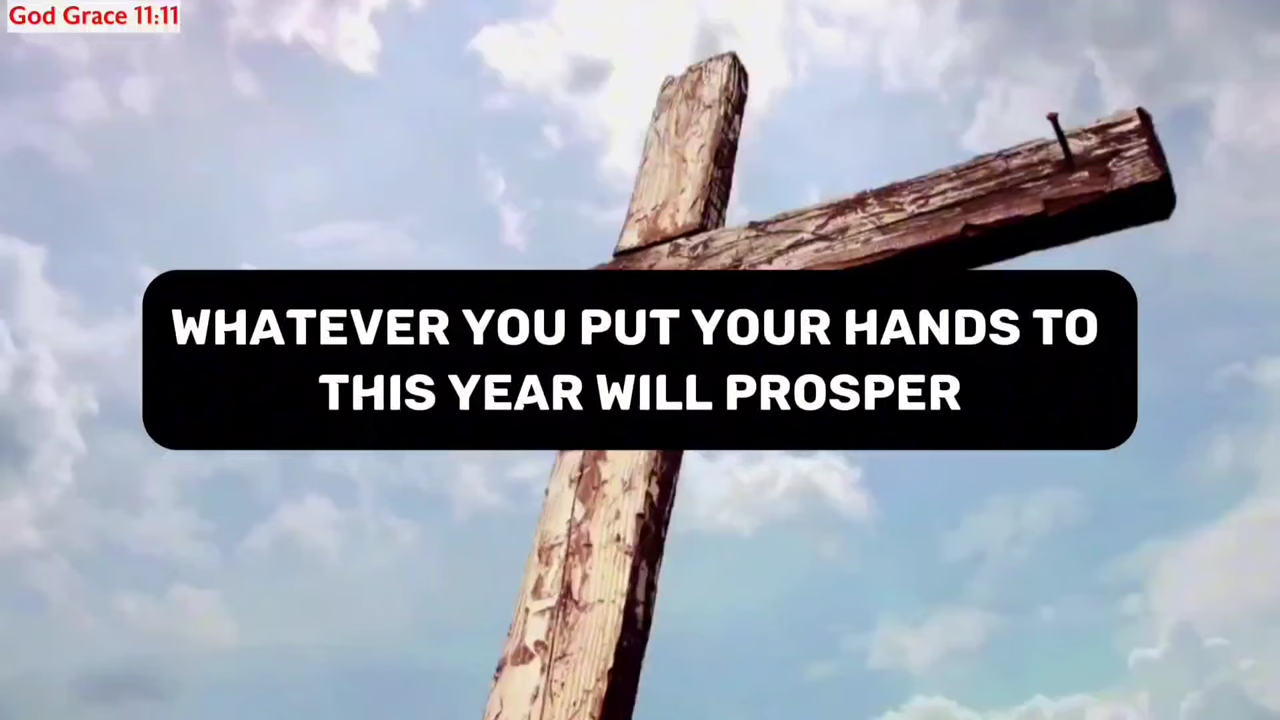 God Grace 11:11
WHATEVER YOU PUT YOUR HANDS TO
THIS YEAR WILL PROSPER